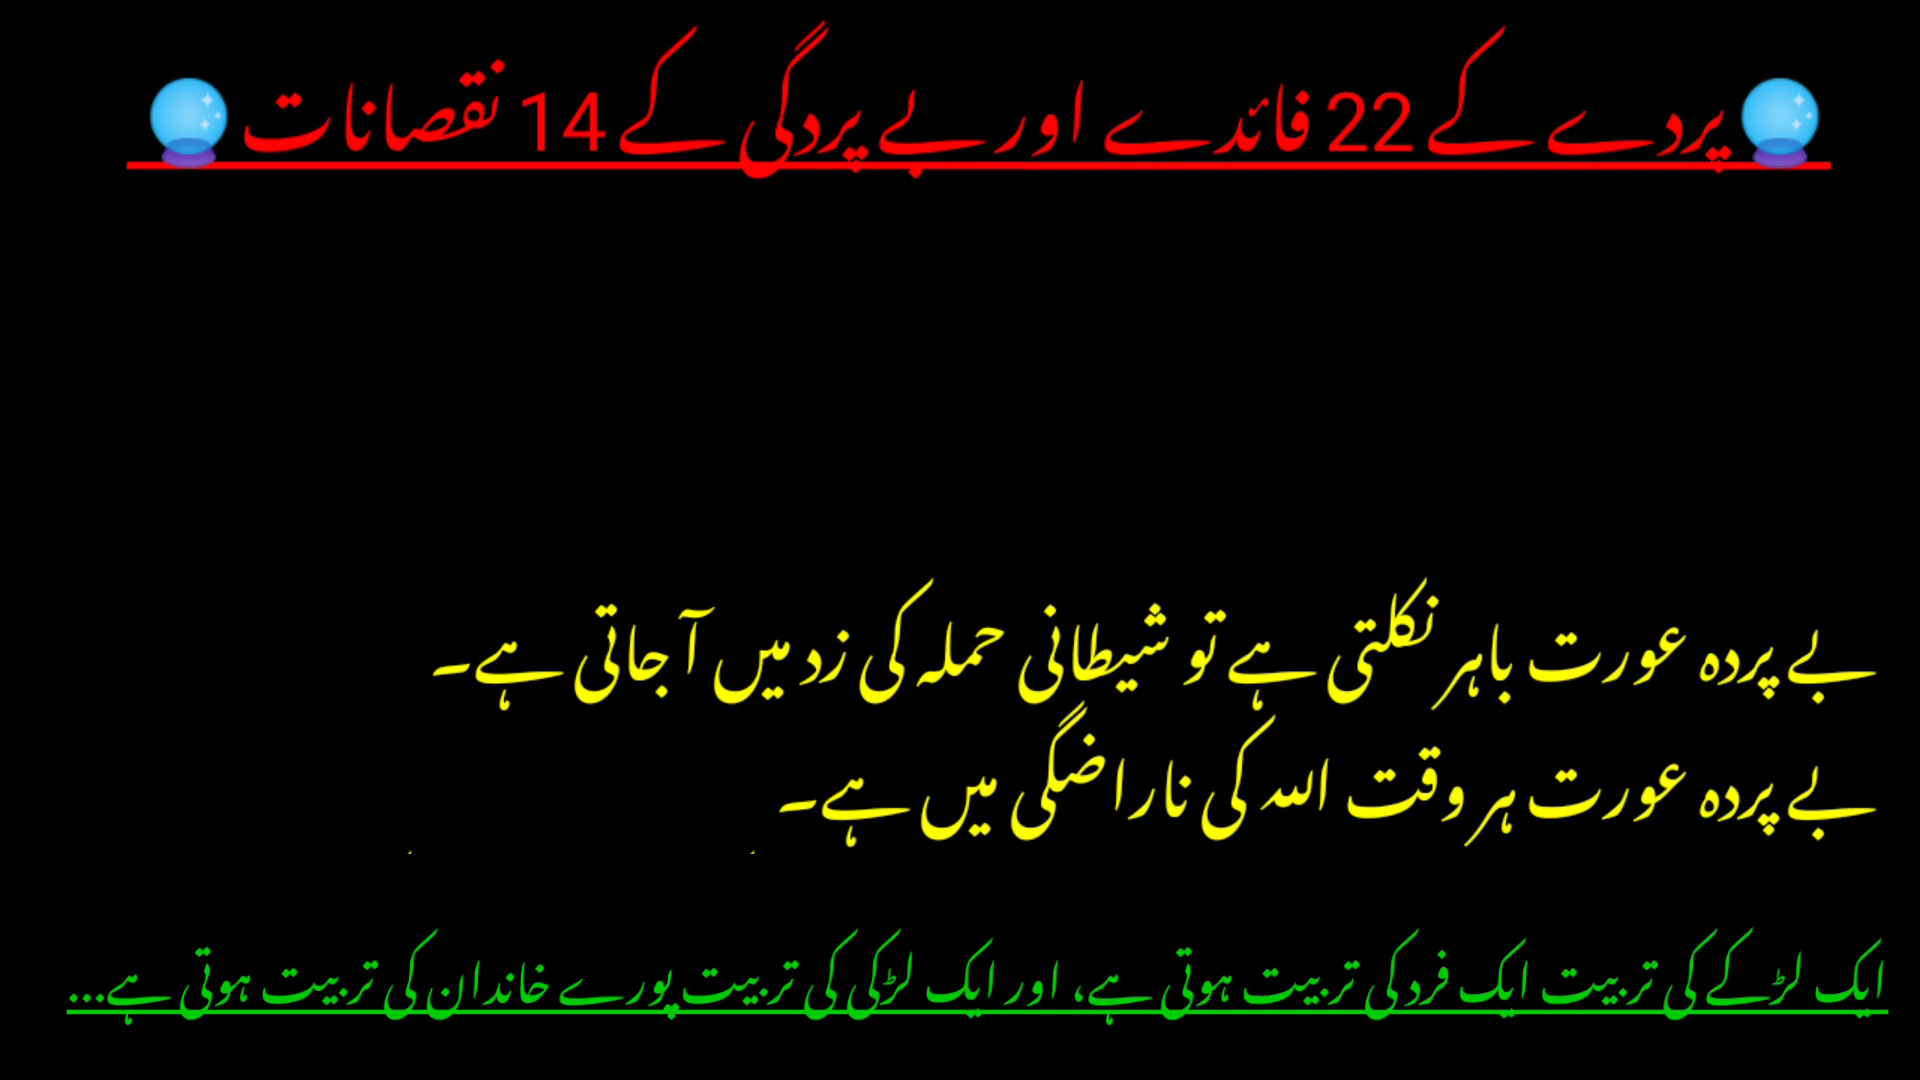 🔮پردے کے 22 فائدے اور بے پردگی کے 14 نقصانات🔮
بے پردہ عورت باہر نکلتی ہے تو شیطانی حملہ کی زد میں آ جاتی ہے۔
بے پردہ عورت ہر وقت اللہ کی ناراضگی میں ہے۔
ایک لڑکے کی تربیت ایک فرد کی تربیت ہوتی ہے، اور ایک لڑکی کی تربیت پورے خاندان کی تربیت ہوتی ہے...